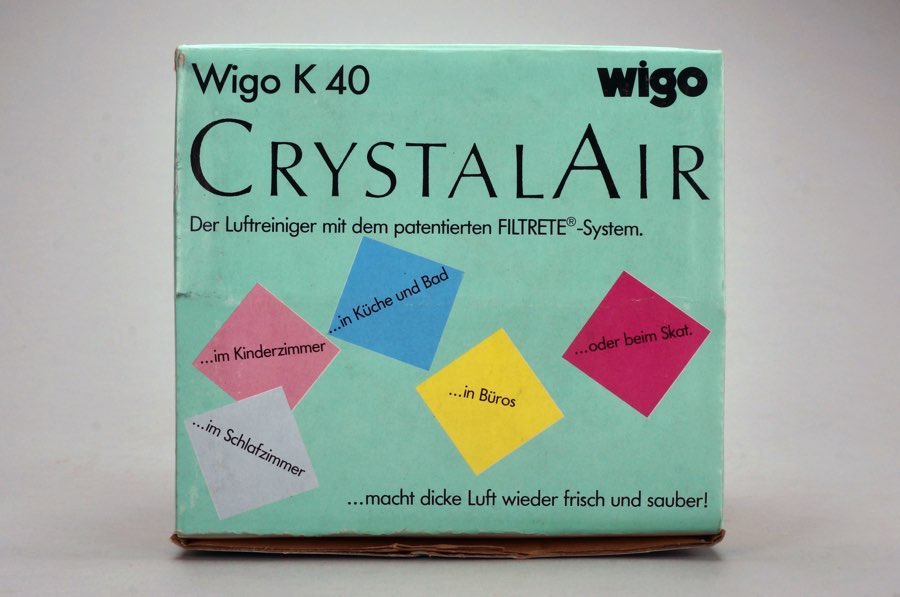 Wigo K 40
wigo
CRYSTALAIR
Der Luftreiniger mit dem patentierten FILTRETE®-System.
...in Küche und Bad
...im Kinderzimmer
...oder beim Skat.
...in Büros
...im Schlafzimmer
...macht dicke Luft wieder frisch und sauber!